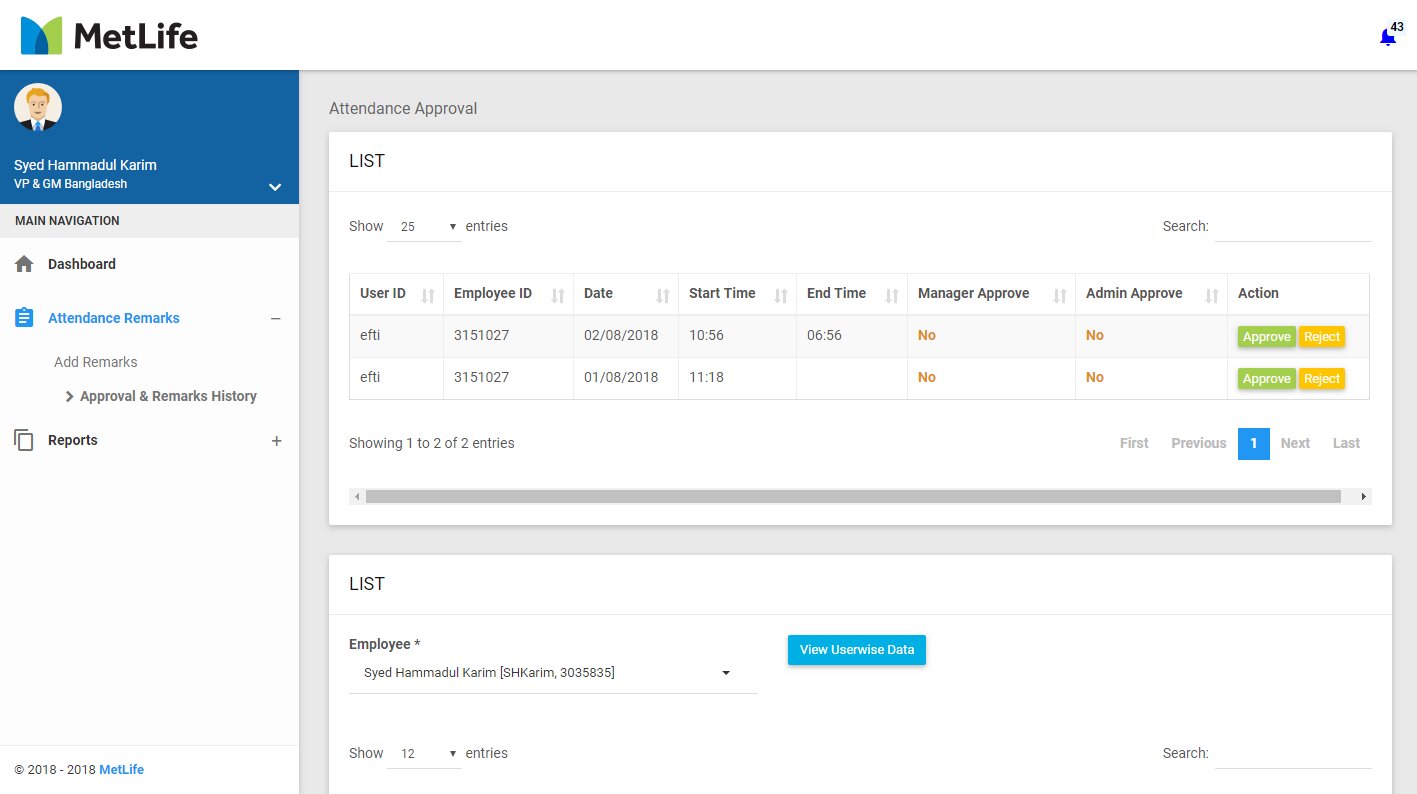 MetLife
43
Syed Hammadul Karim
VP & GM Bangladesh
MAIN NAVIGATION
Dashboard
Attendance Remarks
Add Remarks
Approval & Remarks History
Reports
© 2018 - 2018 MetLife
Attendance Approval
LIST
Show 25 entries Search:
User ID Employee ID Date Start Time End Time Manager Approve Admin Approve Action
efti 3151027 02/08/2018 10:56 06:56 No No Approve Reject
efti 3151027 01/08/2018 11:18 No No Approve Reject
Showing 1 to 2 of 2 entries First Previous 1 Next Last
LIST
Employee * View Userwise Data
Syed Hammadul Karim [SHKarim, 3035835]
Show 12 entries Search: